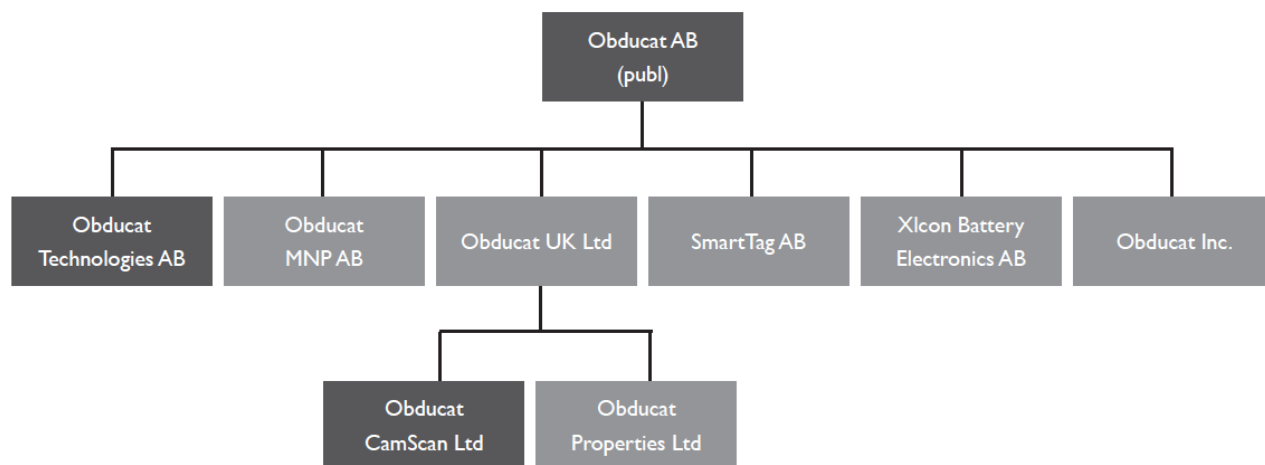 Obducat AB
(publ)
Obducat
Technologies AB
Obducat
MNP AB
Obducat UK Ltd
SmartTag AB
Xlcon Battery
Electronics AB
Obducat Inc.
Obducat
CamScan Ltd
Obducat
Properties Ltd